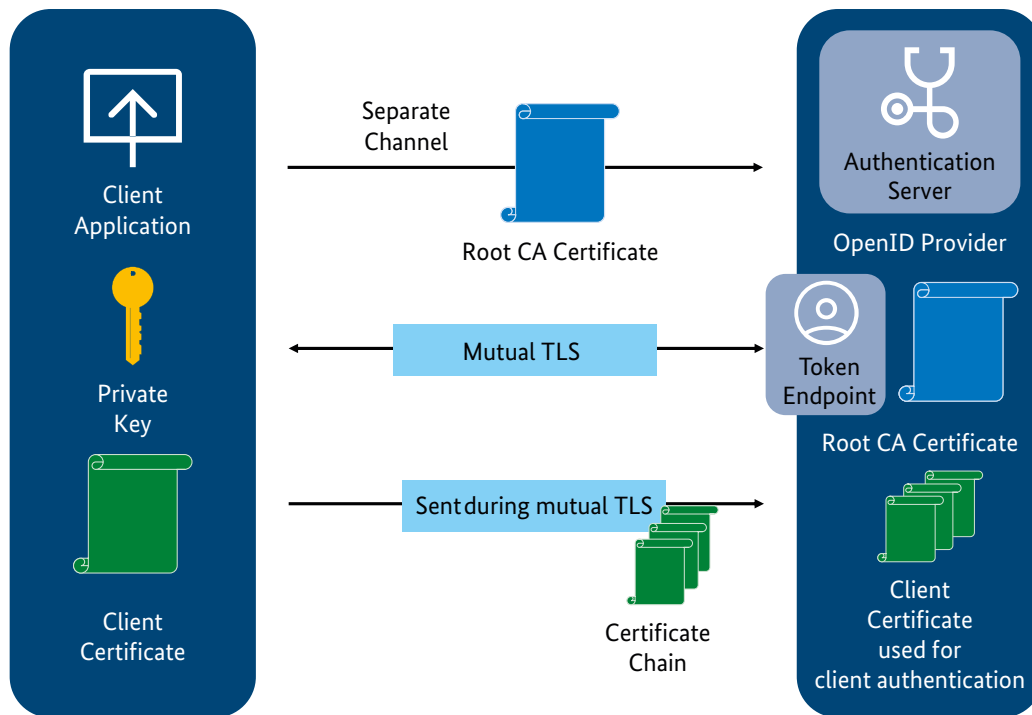 Client
Application
Private
Key
Client
Certificate
Separate
Channel
Root CA Certificate
Mutual TLS
Sent during mutual TLS
Certificate
Chain
Authentication
Server
OpenID Provider
Token
Endpoint
Root CA Certificate
Client
Certificate
used for
client authentication